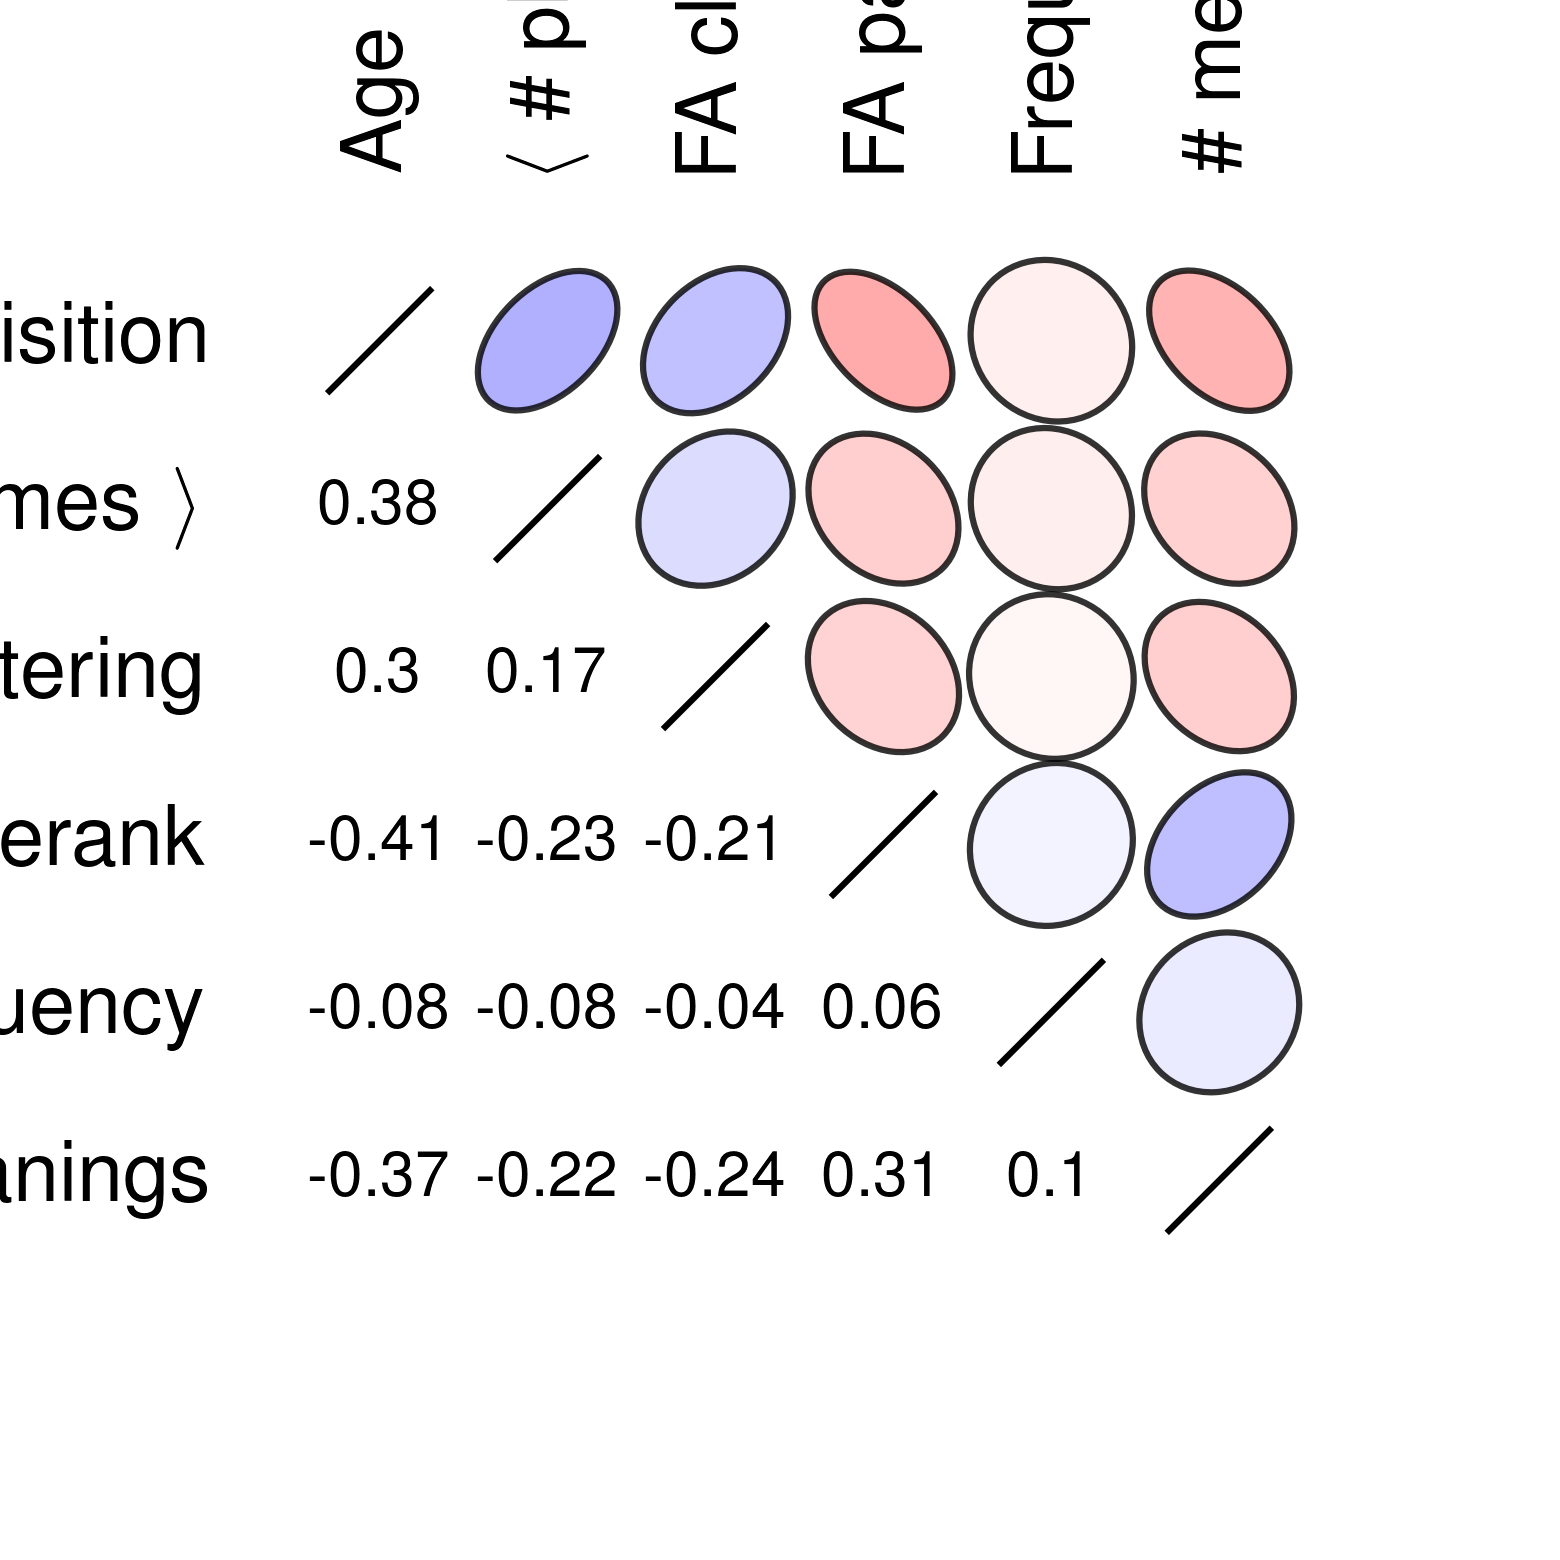 Age
⟨ # p
FA cl
FA pa
Frequ
# me
isition
mes ⟩
0.38
tering
0.3 0.17
erank
-0.41 -0.23 -0.21
uency
-0.08 -0.08 -0.04 0.06
anings
-0.37 -0.22 -0.24 0.31 0.1